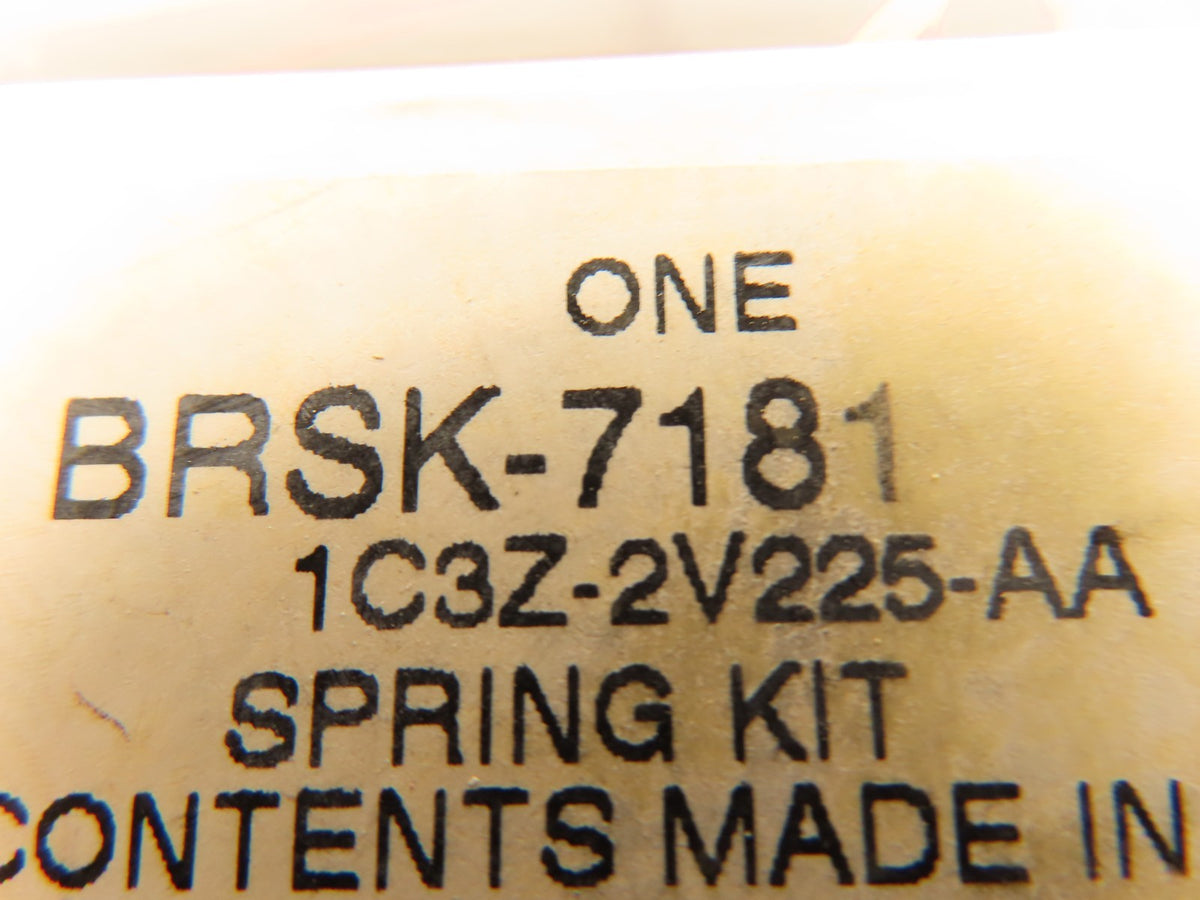 ONE
BRSK-7181
1C3Z-2V225-AA
SPRING KIT
CONTENTS MADE IN